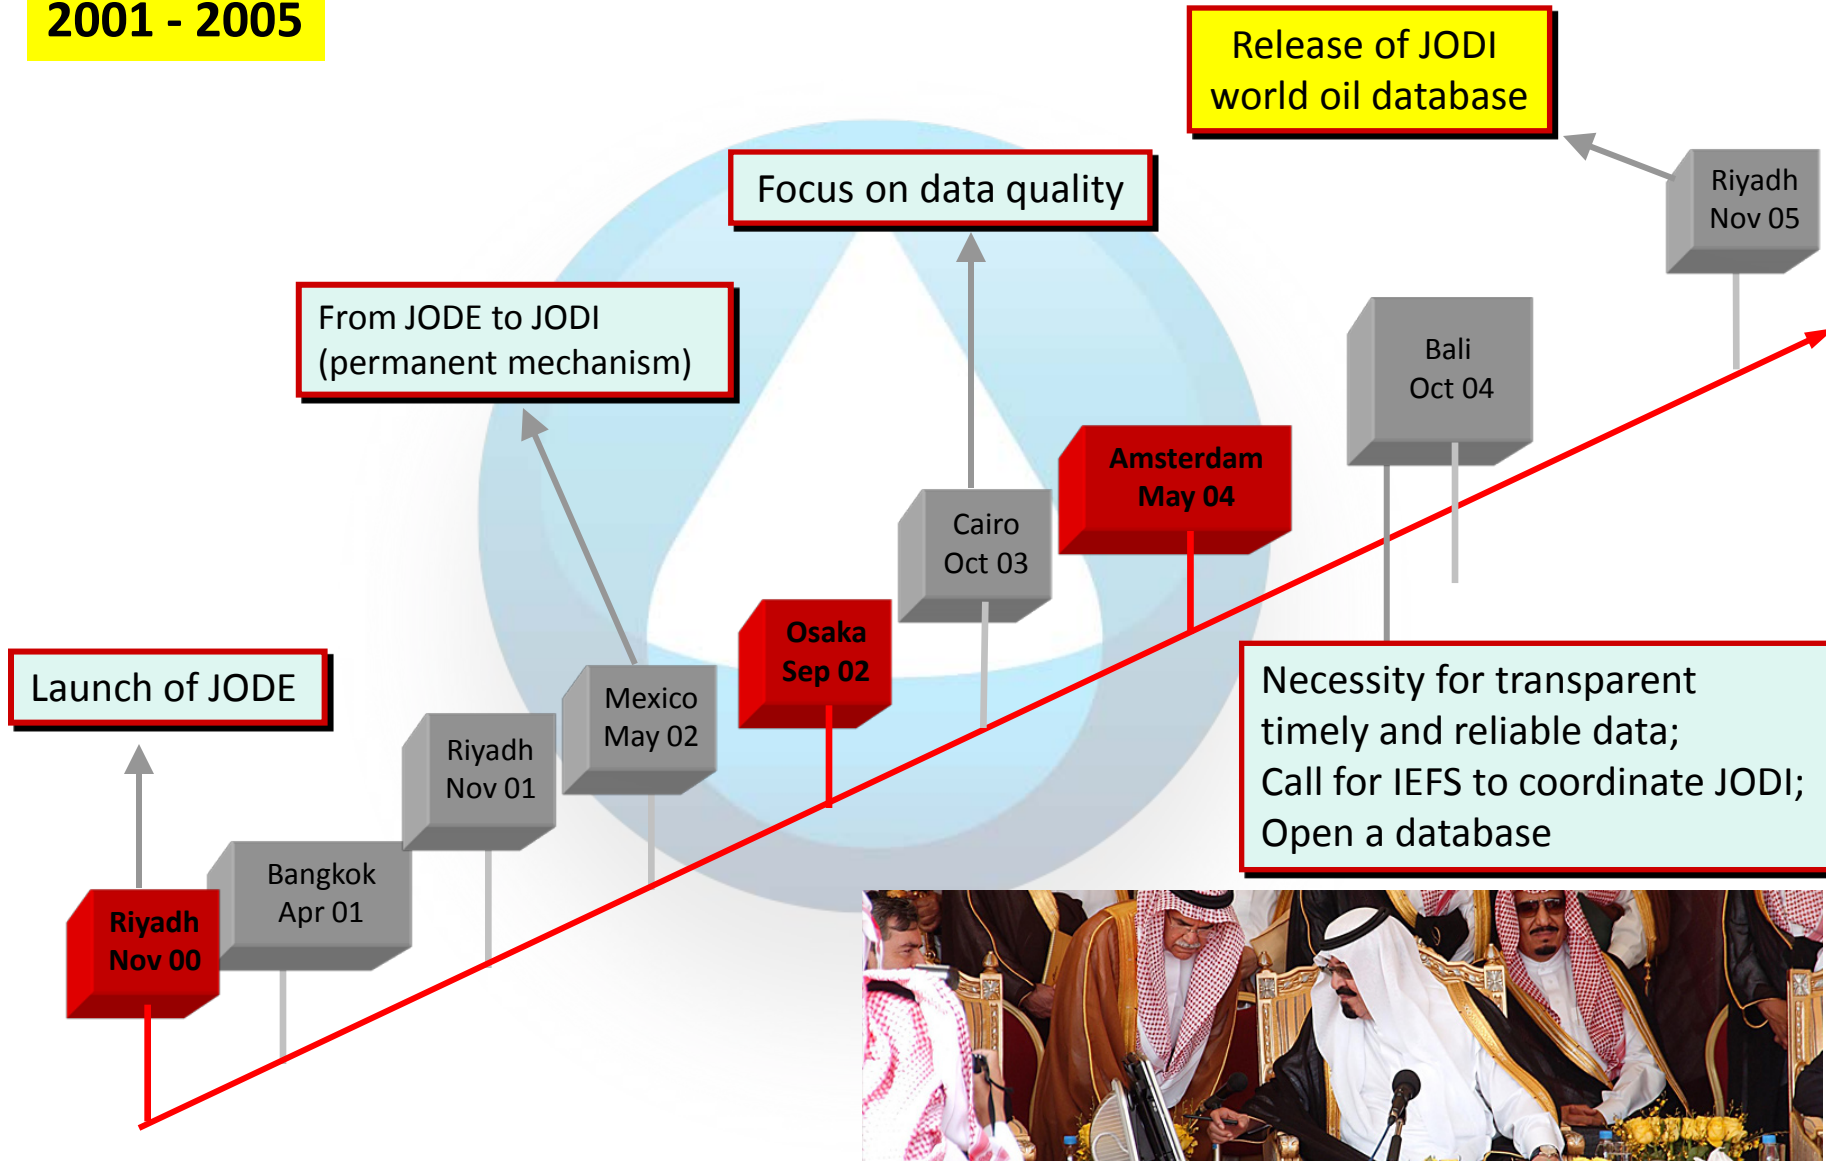 2001 - 2005
Release of JODI
world oil database
Riyadh
Nov 05
Focus on data quality
From JODE to JODI
(permanent mechanism)
Bali
Oct 04
Amsterdam
May 04
Cairo
Oct 03
Osaka
Sep 02
Mexico
May 02
Launch of JODE
Riyadh
Nov 01
Necessity for transparent
timely and reliable data;
Call for IEFS to coordinate JODI;
Open a database
Bangkok
Apr 01
Riyadh
Nov 00